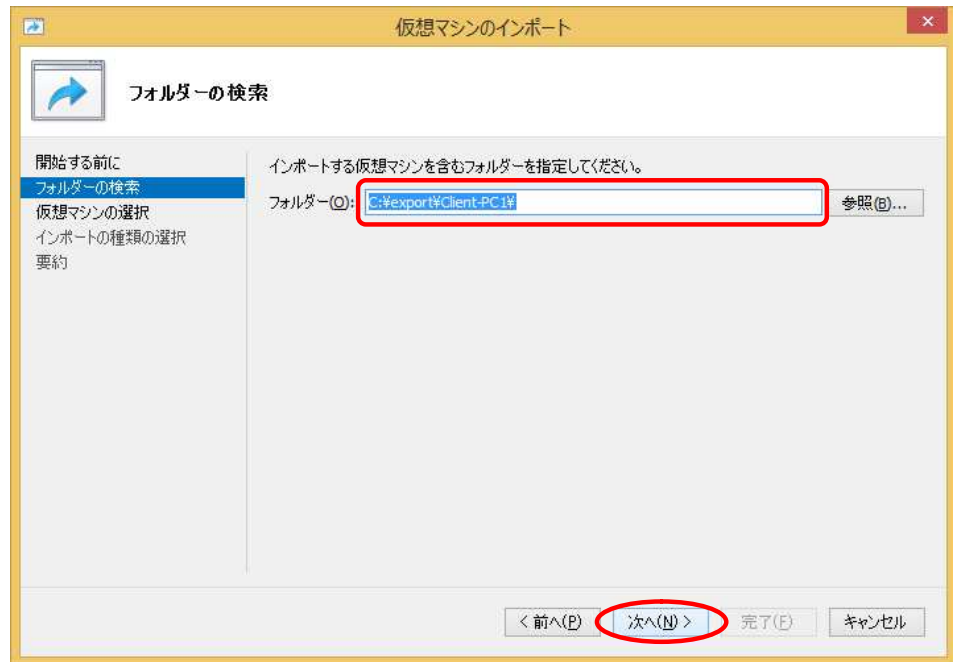 仮想マシンのインポート
フォルダーの検索
開始する前に
フォルダーの検索
仮想マシンの選択
インポートの種類の選択
要約
インポートする仮想マシンを含むフォルダーを指定してください。
フォルダー(O): C:¥export¥Client-PC1¥ 参照(B)...
< 前へ(P) 次へ(N) > 完了(F) キャンセル